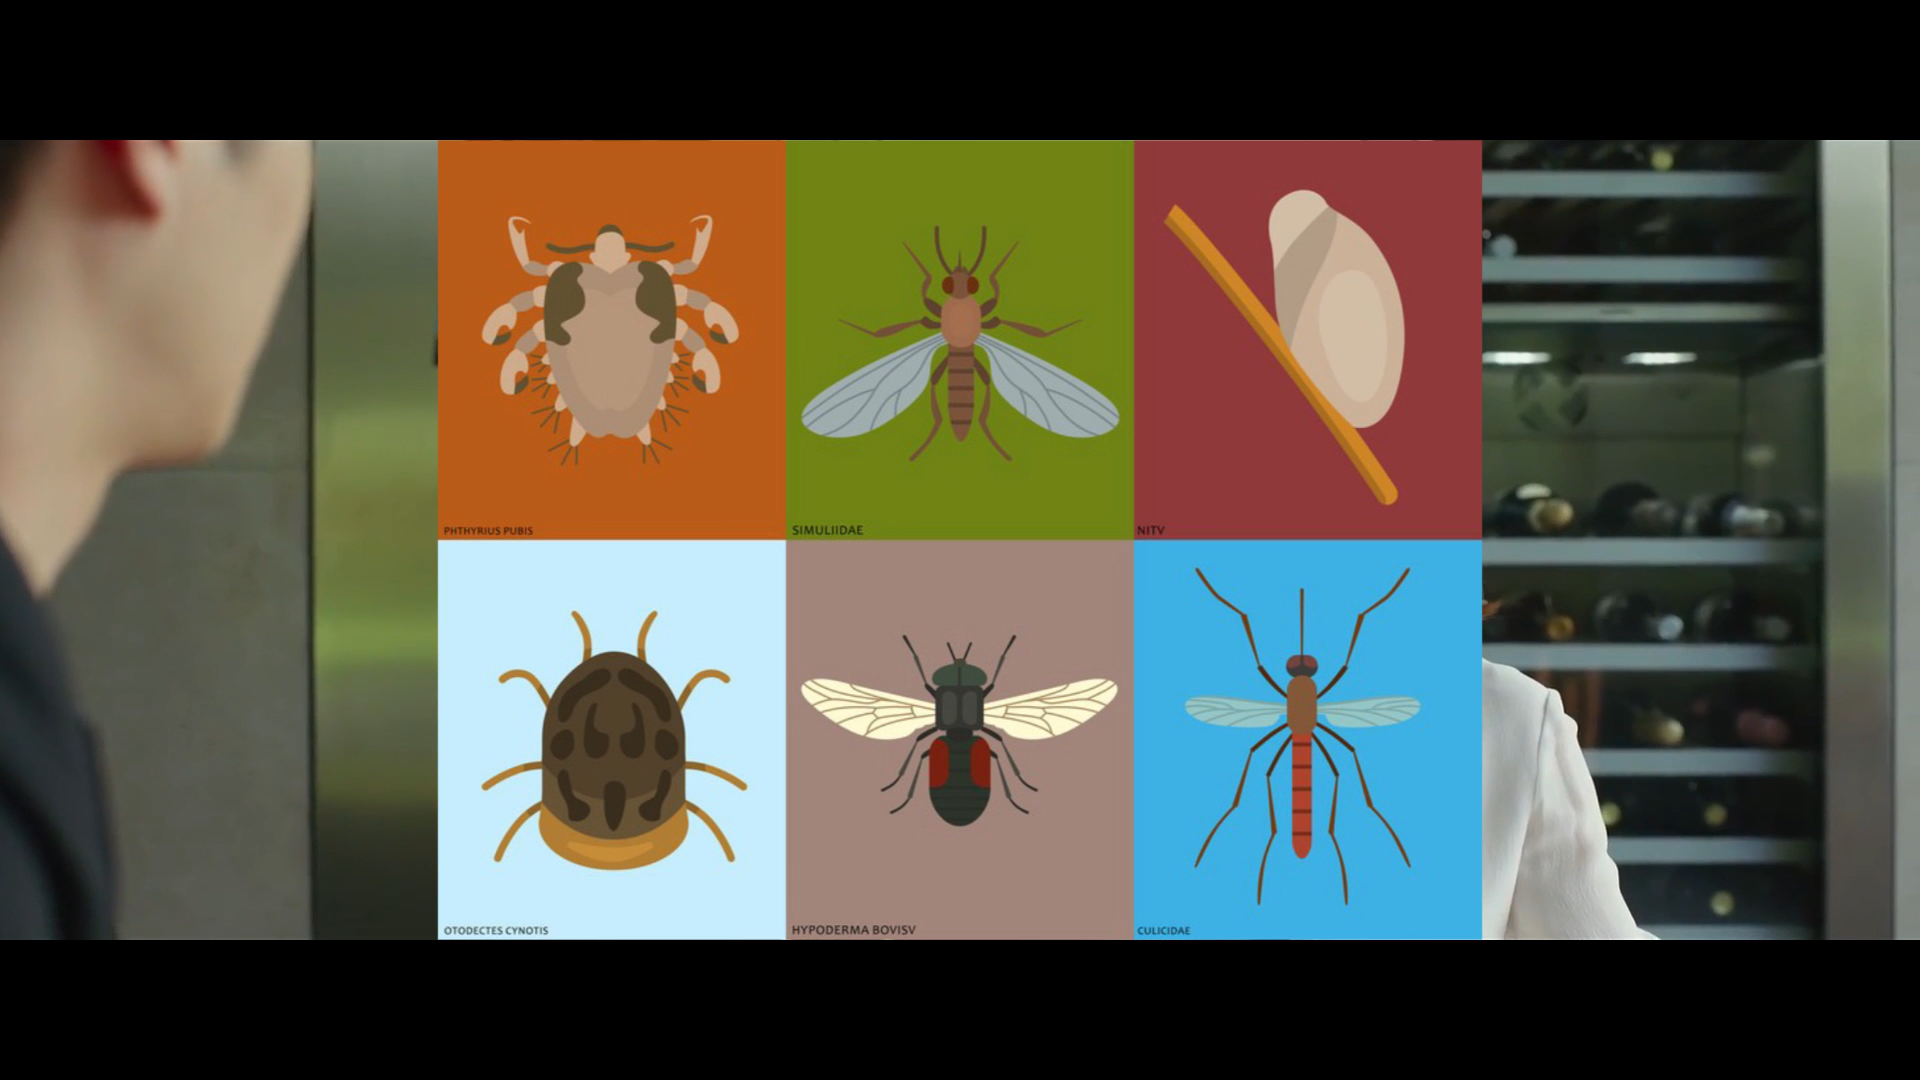 PHTHYRIUS PUBIS
SIMULIIDAE
NITV
OTODECTES CYNOTIS
HYPODERMA BOVISV
CULICIDAE